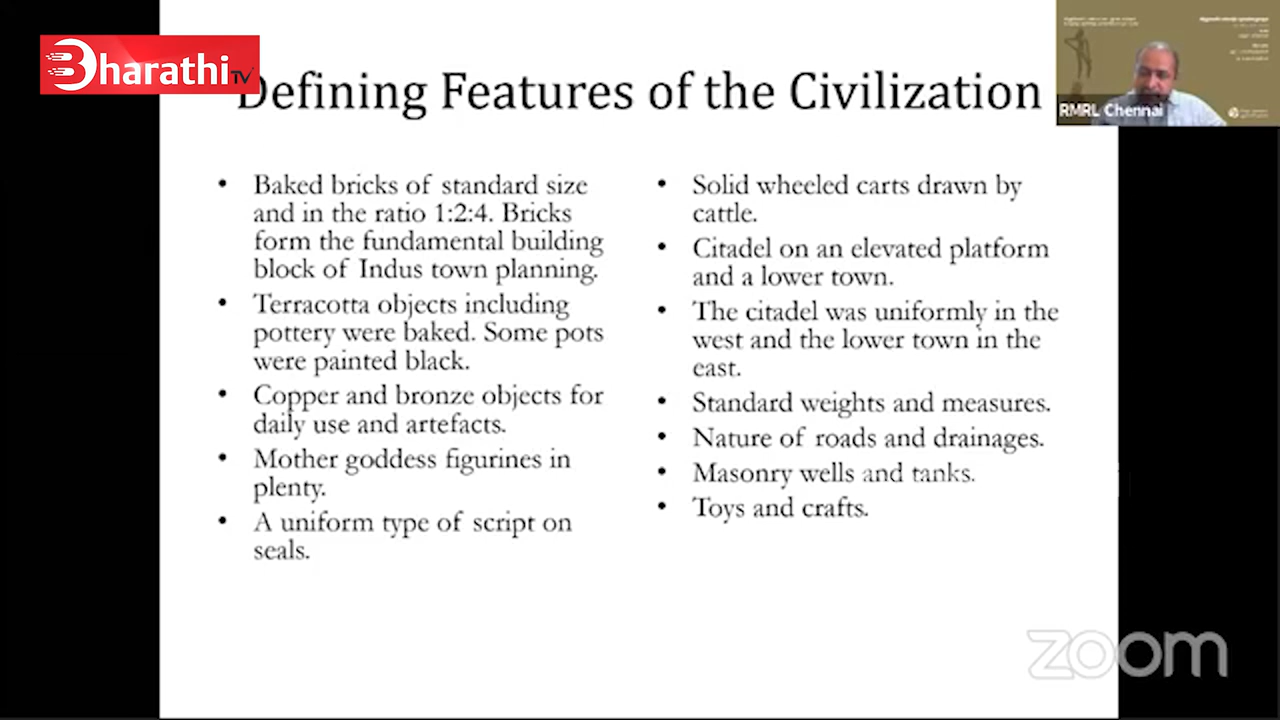 Bharathi TV
Defining Features of the Civilization
RMRL Chennai
• Baked bricks of standard size
and in the ratio 1:2:4. Bricks
form the fundamental building
block of Indus town planning.
• Terracotta objects including
pottery were baked. Some pots
were painted black.
• Copper and bronze objects for
daily use and artefacts.
• Mother goddess figurines in
plenty.
• A uniform type of script on
seals.
• Solid wheeled carts drawn by
cattle.
• Citadel on an elevated platform
and a lower town.
• The citadel was uniformly in the
west and the lower town in the
east.
• Standard weights and measures.
• Nature of roads and drainages.
• Masonry wells and tanks.
• Toys and crafts.
zoom